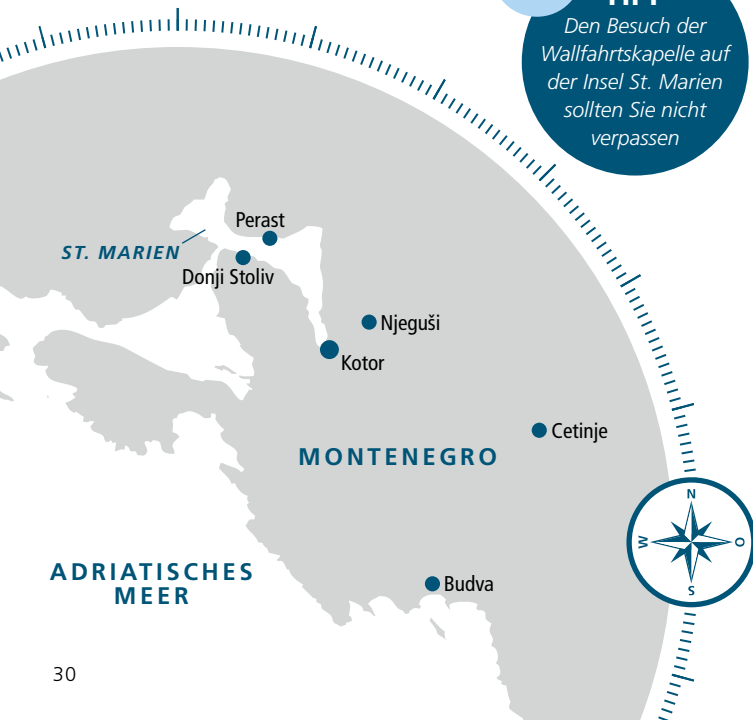 Den Besuch der
Wallfahrtskapelle auf
der Insel St. Marien
sollten Sie nicht
verpassen
Perast
ST. MARIEN
Donji Stoliv
Njeguši
Kotor
Cetinje
MONTENEGRO
N
W
O
S
ADRIATISCHES
MEER
Budva
30